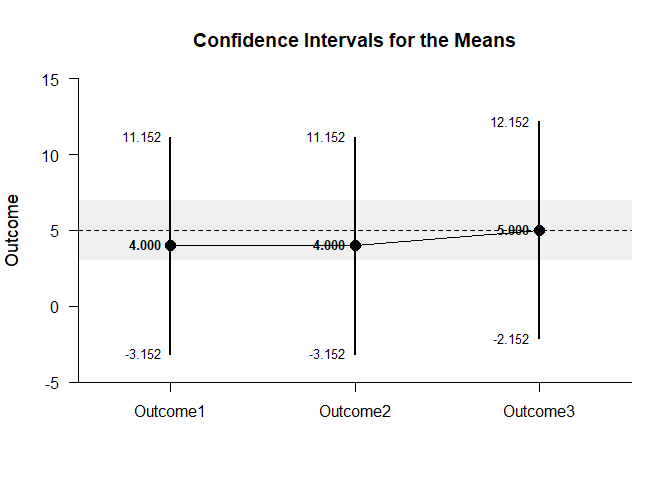 Confidence Intervals for the Means
Outcome
15
10
5
0
-5
11.152
4.000
-3.152
11.152
4.000
-3.152
12.152
5.000
-2.152
Outcome1
Outcome2
Outcome3